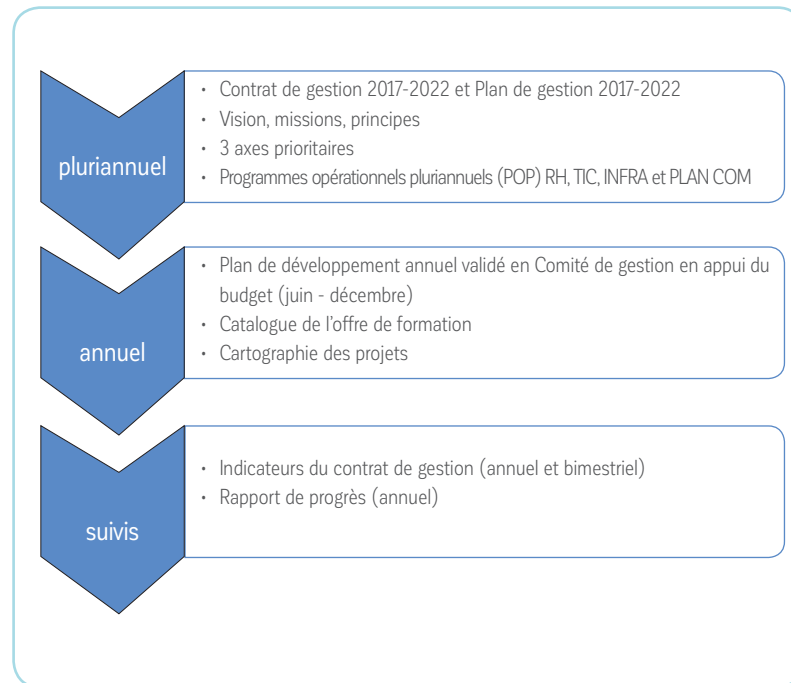 pluriannuel
• Contrat de gestion 2017-2022 et Plan de gestion 2017-2022
• Vision, missions, principes
• 3 axes prioritaires
• Programmes opérationnels pluriannuels (POP) RH, TIC, INFRA et PLAN COM
annuel
• Plan de développement annuel validé en Comité de gestion en appui du
budget (juin - décembre)
• Catalogue de l'offre de formation
• Cartographie des projets
suivis
• Indicateurs du contrat de gestion (annuel et bimestriel)
• Rapport de progrès (annuel)